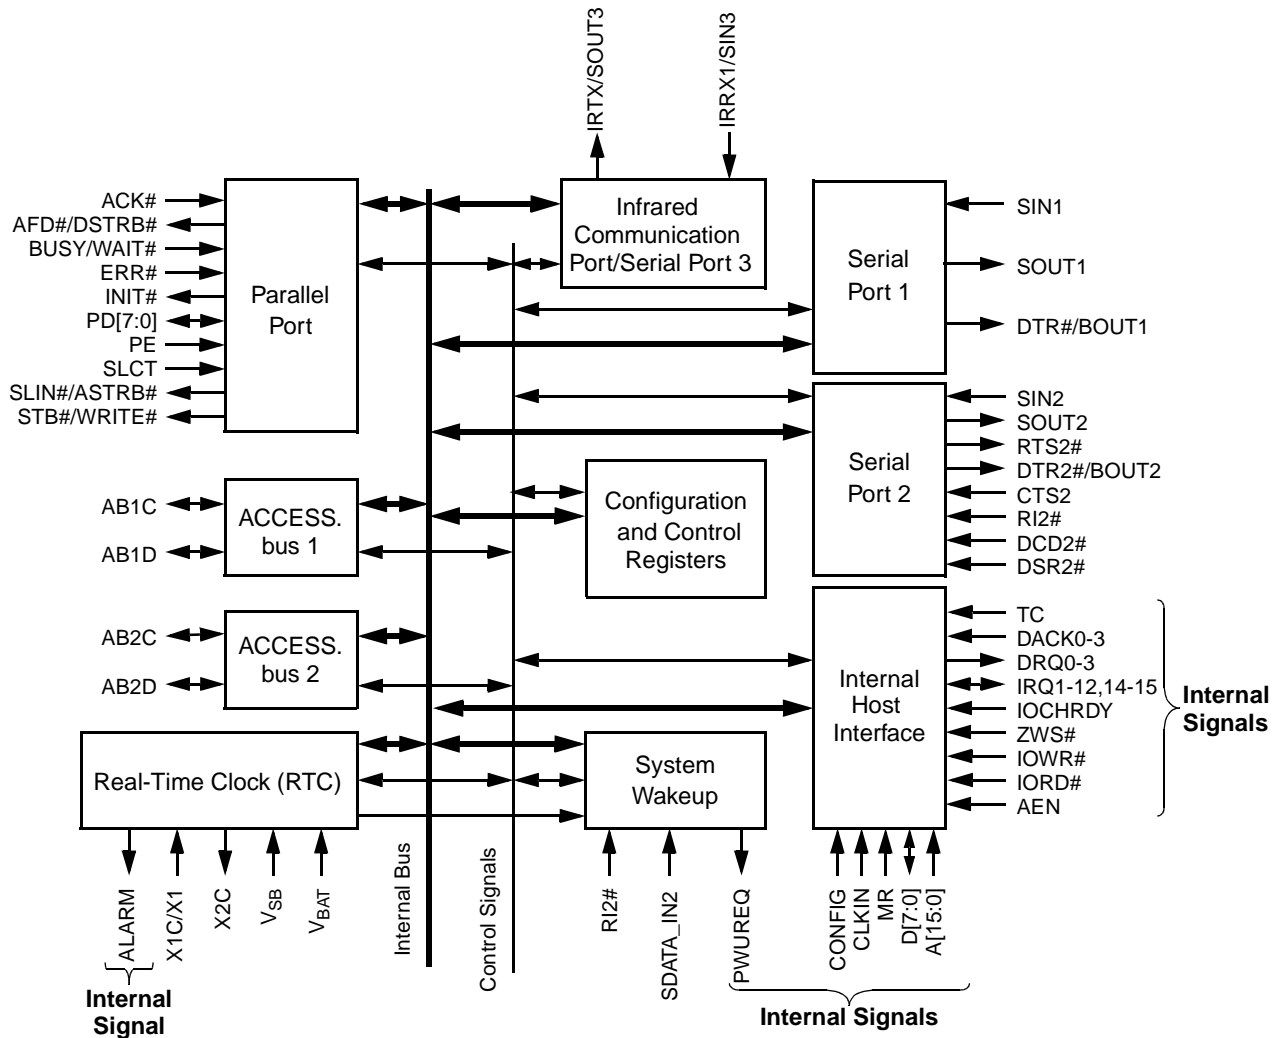 IRTX/SOUT3
IRRX1/SIN3
ACK#
AFD#/DSTRB#
BUSY/WAIT#
ERR#
INIT#
PD[7:0]
PE
SLCT
SLIN#/ASTRB#
STB#/WRITE#
Parallel
Port
Infrared
Communication
Port/Serial Port 3
Serial
Port 1
SIN1
SOUT1
DTR#/BOUT1
Serial
Port 2
SIN2
SOUT2
RTS2#
DTR2#/BOUT2
CTS2
RI2#
DCD2#
DSR2#
AB1C
AB1D
ACCESS.
bus 1
Configuration
and Control
Registers
AB2C
AB2D
ACCESS.
bus 2
Internal
Host
Interface
TC
DACK0-3
DRQ0-3
IRQ1-12,14-15
IOCHRDY
ZWS#
IOWR#
IORD#
AEN
Internal
Signals
Real-Time Clock (RTC)
System
Wakeup
ALARM
X1C/X1
X2C
VSB
VBAT
Internal Bus
Control Signals
RI2#
SDATA_IN2
PWUREQ
CONFIG
CLKIN
MR
D[7:0]
A[15:0]
Internal
Signal
Internal Signals